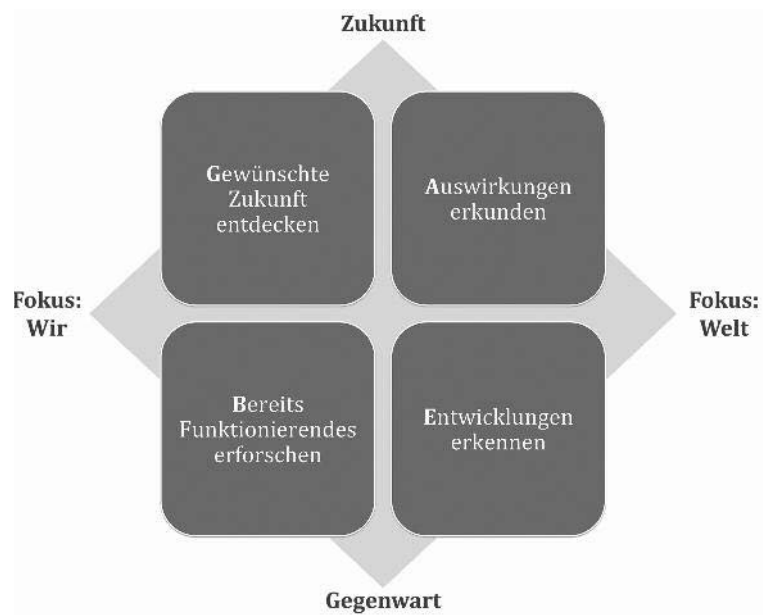 Zukunft
Gewünschte
Zukunft
entdecken
Auswirkungen
erkunden
Fokus:
Wir
Fokus:
Welt
Bereits
Funktionierendes
erforschen
Entwicklungen
erkennen
Gegenwart